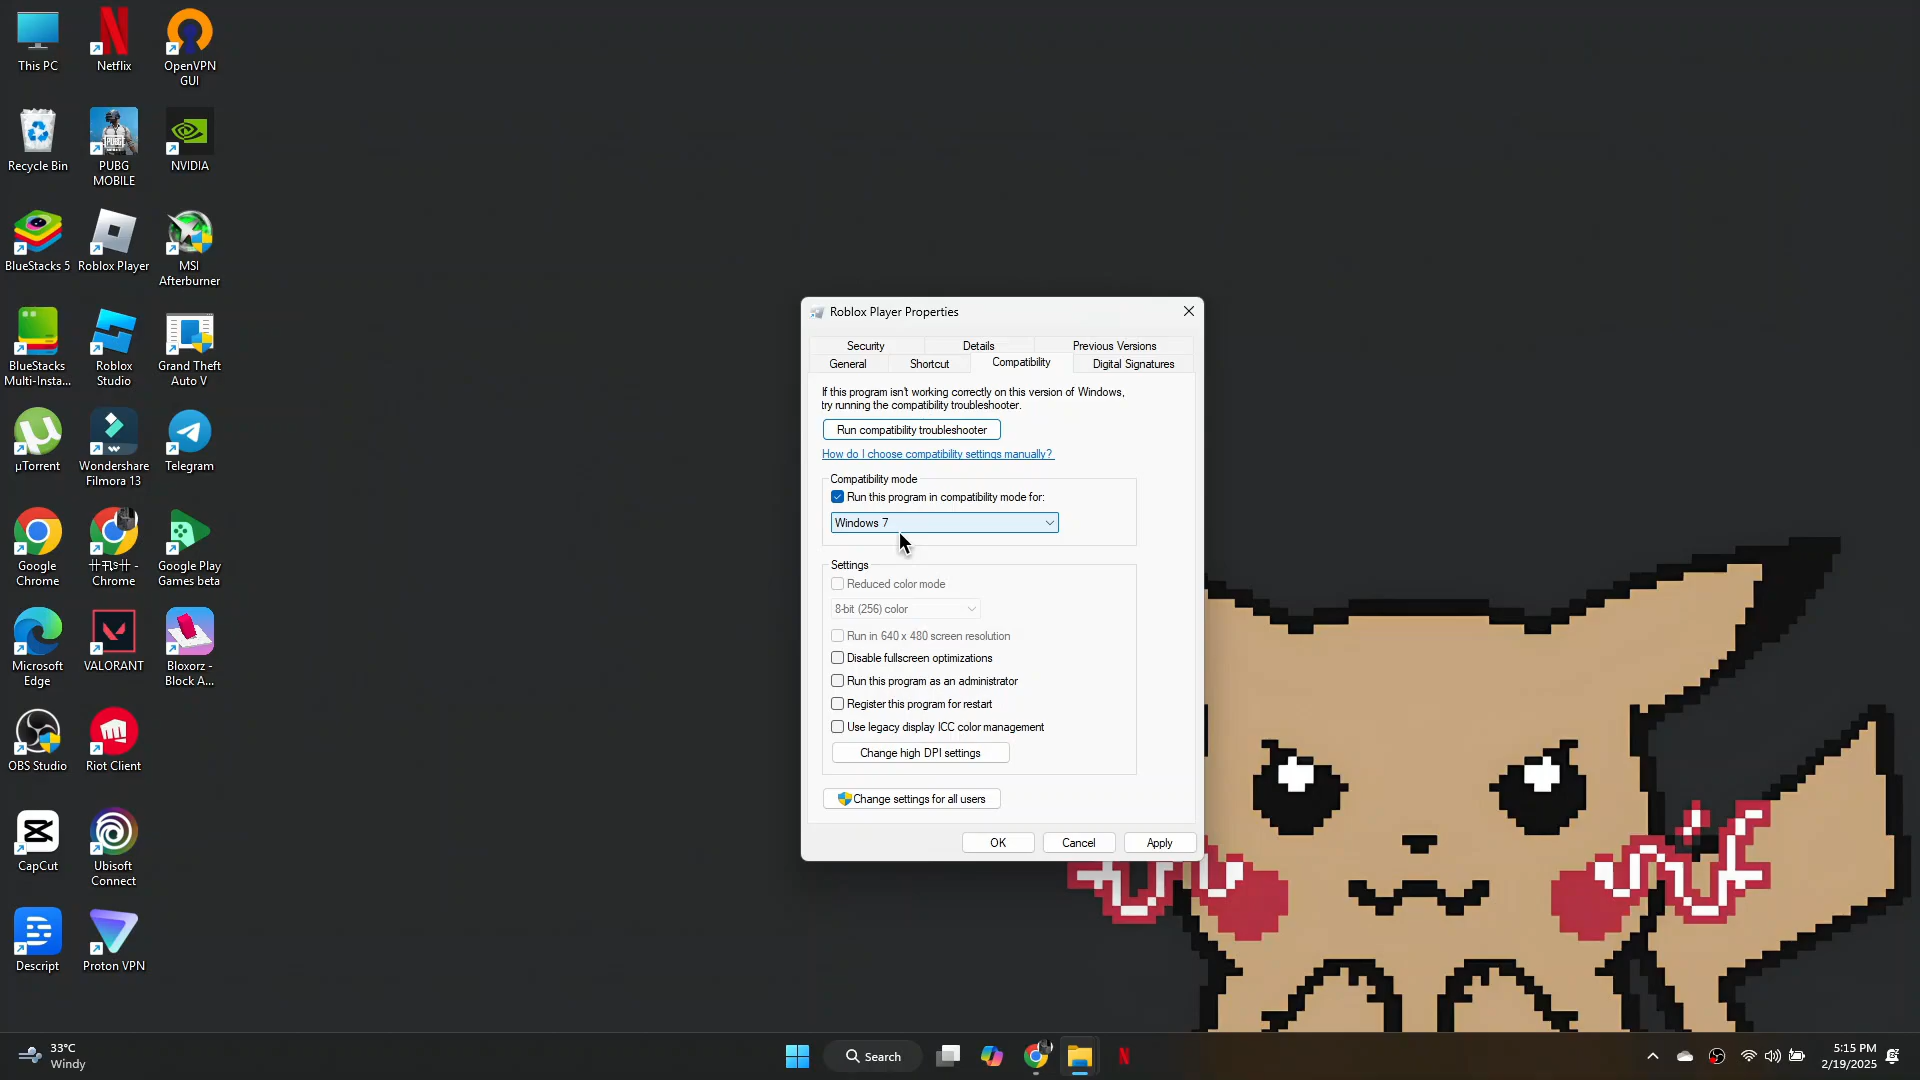 This PC
Netflix
OpenVPN
GUI
Recycle Bin
PUBG
MOBILE
NVIDIA
BlueStacks 5
Roblox Player
MSI
Afterburner
BlueStacks
Multi-Insta...
Roblox
Studio
Grand Theft
Auto V
µTorrent
Wondershare
Filmora 13
Telegram
Google
Chrome
Chrome
Google Play
Games beta
Microsoft
Edge
VALORANT
Bloxorz -
Block A...
OBS Studio
Riot Client
CapCut
Ubisoft
Connect
Descript
Proton VPN
Roblox Player Properties
Security
Details
Previous Versions
General
Shortcut
Compatibility
Digital Signatures
If this program isn't working correctly on this version of Windows,
try running the compatibility troubleshooter.
Run compatibility troubleshooter
How do I choose compatibility settings manually?
Compatibility mode
Run this program in compatibility mode for:
Windows 7
Settings
Reduced color mode
8-bit (256) color
Run in 640 x 480 screen resolution
Disable fullscreen optimizations
Run this program as an administrator
Register this program for restart
Use legacy display ICC color management
Change high DPI settings
Change settings for all users
OK
Cancel
Apply
33°C
Windy
Search
5:15 PM
2/19/2025